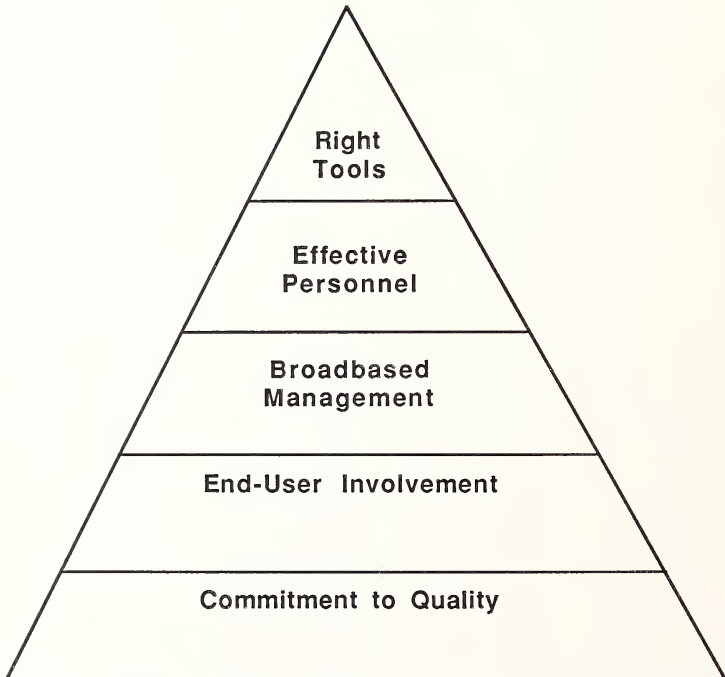 Right
Tools
Effective
Personnel
Broadbased
Management
End-User Involvement
Commitment to Quality